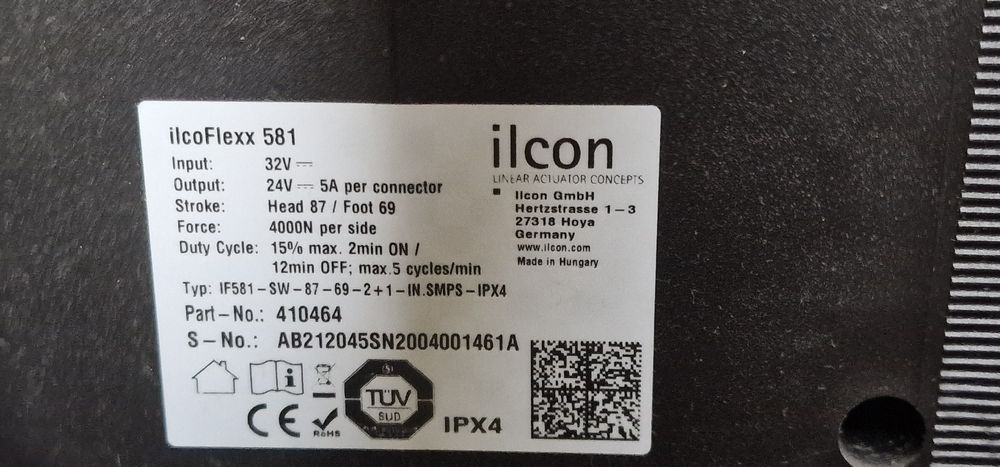 ilcoFlexx 581
Input: 32V⎓
Output: 24V⎓ 5A per connector
Stroke: Head 87 / Foot 69
Force: 4000N per side
Duty Cycle: 15% max. 2min ON /
12min OFF; max.5 cycles/min
Typ: IF581-SW-87-69-2+1-IN.SMPS-IPX4
Part-No.: 410464
S-No.: AB212045SN2004001461A
ilcon
LINEAR ACTUATOR CONCEPTS
Ilcon GmbH
Hertzstrasse 1-3
27318 Hoya
Germany
www.ilcon.com
Made in Hungary
i
CE
RoHS
TÜV
SUD
IPX4